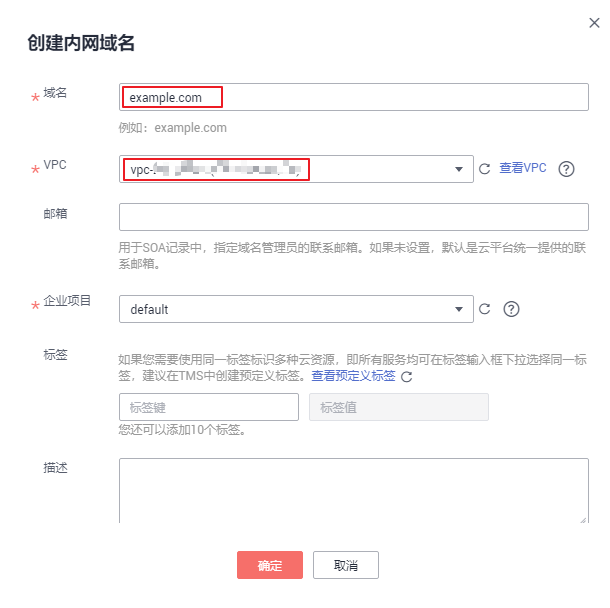 创建内网域名
* 域名
example.com
例如：example.com
* VPC
vpc-
查看VPC
邮箱
用于SOA记录中，指定域名管理员的联系邮箱。如果未设置，默认是云平台统一提供的联
系邮箱。
* 企业项目
default
标签
如果您需要使用同一标签标识多种云资源，即所有服务均可在标签输入框下拉选择同一标
签，建议在TMS中创建预定义标签。查看预定义标签
标签键
标签值
您还可以添加10个标签。
描述
确定
取消